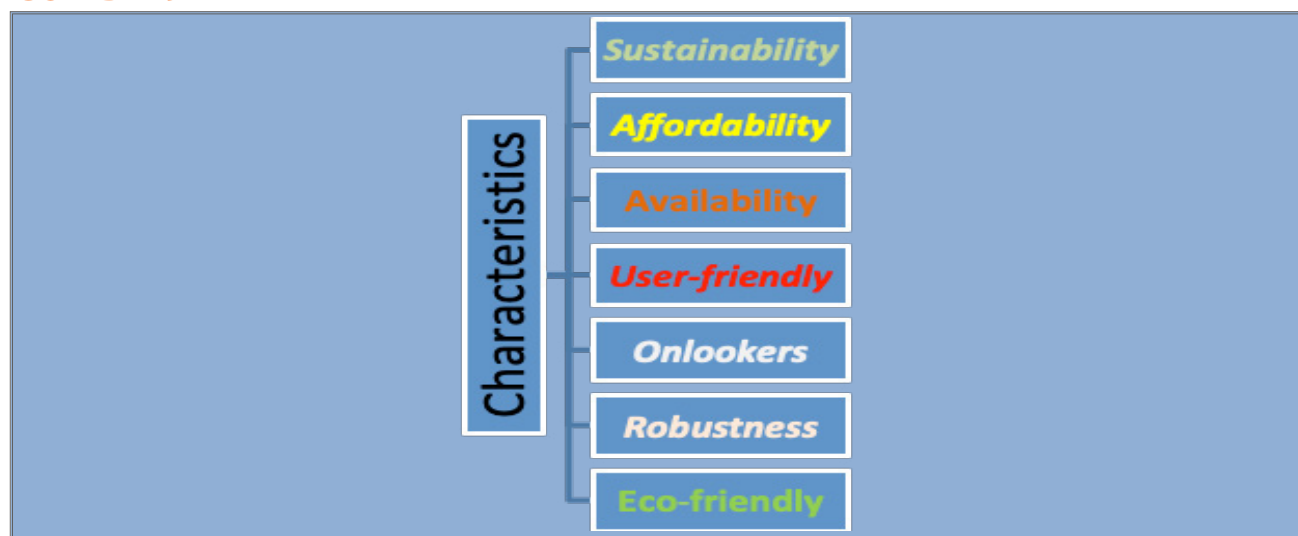 Characteristics
Sustainability
Affordability
Availability
User-friendly
Onlookers
Robustness
Eco-friendly